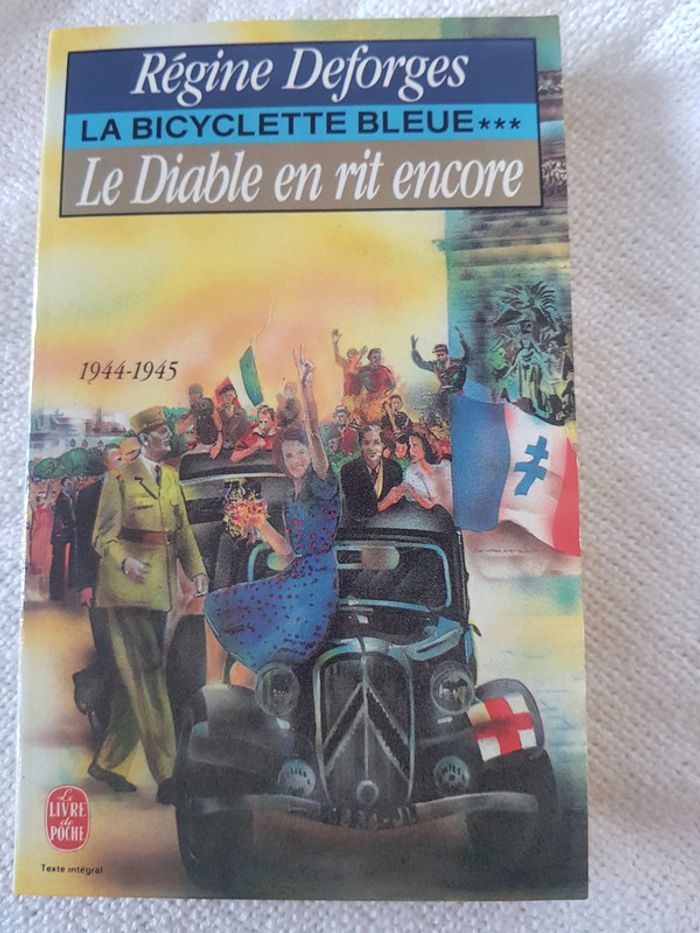 Régine Deforges
LA BICYCLETTE BLEUE***
Le Diable en rit encore
1944-1945
Le
LIVRE
de
POCHE
Texte intégral